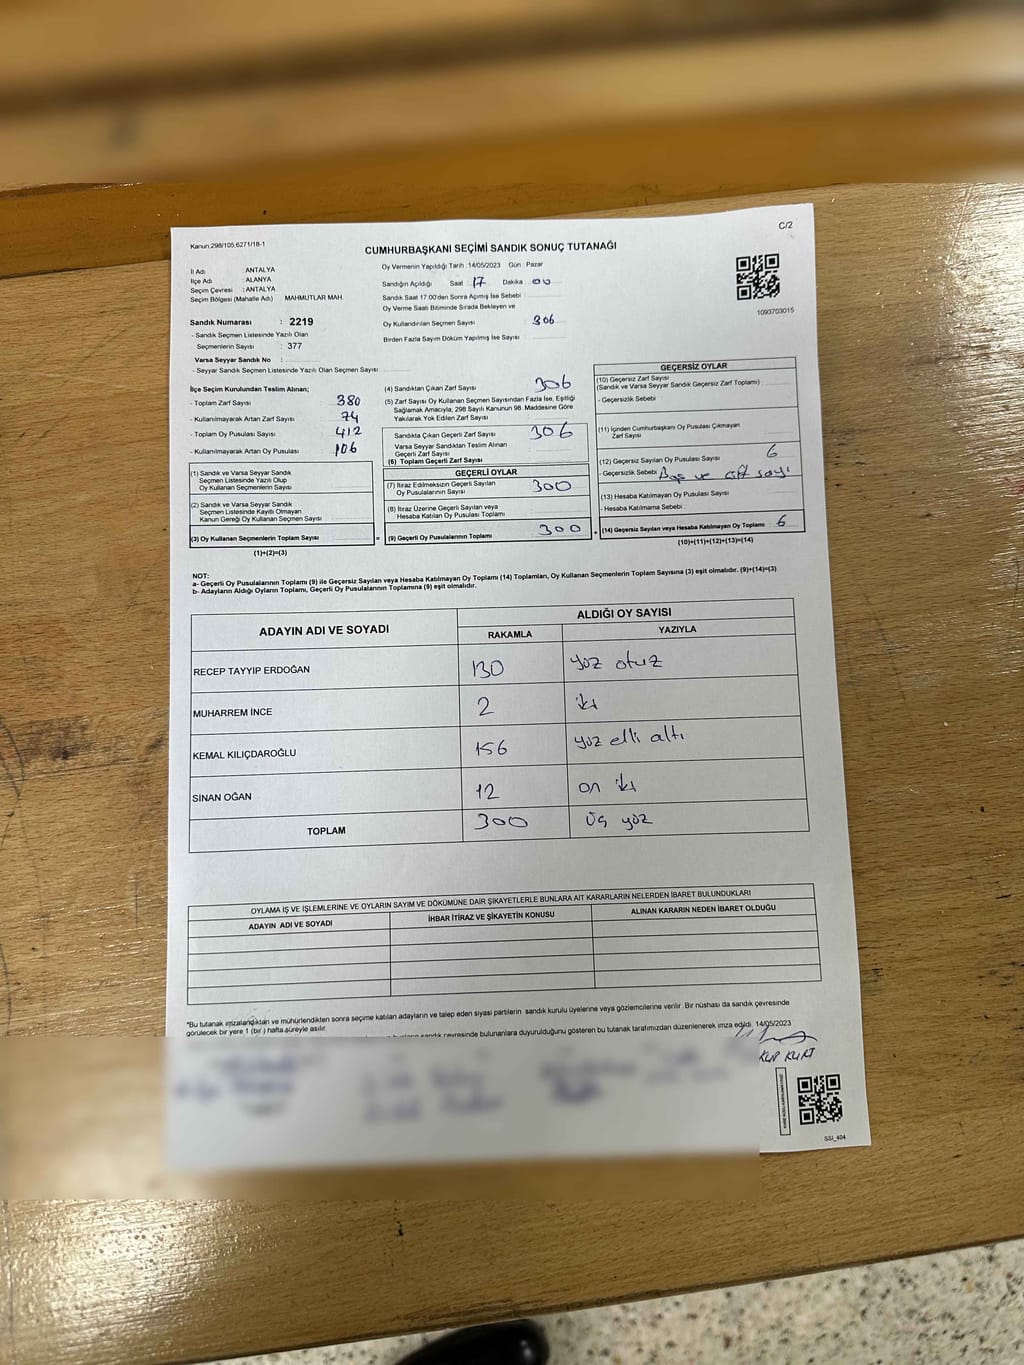 Kanun.298/105,6271/18-1
C/2
CUMHURBAŞKANI SEÇİMİ SANDIK SONUÇ TUTANAĞI
İl Adı : ANTALYA
İlçe Adı : ALANYA
Seçim Çevresi : ANTALYA
Seçim Bölgesi (Mahalle Adı) MAHMUTLAR MAH.
Sandık Numarası : 2219
- Sandık Seçmen Listesinde Yazılı Olan
Seçmenlerin Sayısı : 377
Varsa Seyyar Sandık No :
- Seyyar Sandık Seçmen Listesinde Yazılı Olan Seçmen Sayısı
Oy Vermenin Yapıldığı Tarih : 14/05/2023 Gün : Pazar
Sandığın Açıldığı Saat 17 Dakika : 00
Sandık Saat 17:00'den Sonra Açılmış İse Sebebi :
Oy Verme Saati Bitiminde Sırada Bekleyen ve
Oy Kullandırılan Seçmen Sayısı : 306
Birden Fazla Sayım Döküm Yapılmış İse Sayısı :
1093703015
İlçe Seçim Kurulundan Teslim Alınan;
- Toplam Zarf Sayısı 380
- Kullanılmayarak Artan Zarf Sayısı 74
- Toplam Oy Pusulası Sayısı 412
- Kullanılmayarak Artan Oy Pusulası 106
(1) Sandık ve Varsa Seyyar Sandık
Seçmen Listesinde Yazılı Olup
Oy Kullanan Seçmenlerin Sayısı
(2) Sandık ve Varsa Seyyar Sandık
Seçmen Listesinde Kayıtlı Olmayan
Kanun Gereği Oy Kullanan Seçmen Sayısı
(3) Oy Kullanan Seçmenlerin Toplam Sayısı
(1)+(2)=(3)
(4) Sandıktan Çıkan Zarf Sayısı 306
(5) Zarf Sayısı Oy Kullanan Seçmen Sayısından Fazla İse, Eşitliği
Sağlamak Amacıyla; 298 Sayılı Kanunun 98. Maddesine Göre
Yakılarak Yok Edilen Zarf Sayısı
Sandıkta Çıkan Geçerli Zarf Sayısı 306
Varsa Seyyar Sandıktan Teslim Alınan
Geçerli Zarf Sayısı
(6) Toplam Geçerli Zarf Sayısı
GEÇERLİ OYLAR
(7) İtiraz Edilmeksizin Geçerli Sayılan
Oy Pusulalarının Sayısı 300
(8) İtiraz Üzerine Geçerli Sayılan veya
Hesaba Katılan Oy Pusulası Toplamı
= (9) Geçerli Oy Pusulalarının Toplamı 300
GEÇERSİZ OYLAR
(10) Geçersiz Zarf Sayısı
(Sandık ve Varsa Seyyar Sandık Geçersiz Zarf Toplamı)
- Geçersizlik Sebebi
(11) İçinden Cumhurbaşkanı Oy Pusulası Çıkmayan
Zarf Sayısı
(12) Geçersiz Sayılan Oy Pusulası Sayısı 6
- Geçersizlik Sebebi Boş ve çift sayı
(13) Hesaba Katılmayan Oy Pusulası Sayısı
- Hesaba Katılmama Sebebi
+ (14) Geçersiz Sayılan veya Hesaba Katılmayan Oy Toplamı 6
(10)+(11)+(12)+(13)=(14)
NOT:
a- Geçerli Oy Pusulalarının Toplamı (9) ile Geçersiz Sayılan veya Hesaba Katılmayan Oy Toplamı (14) Toplamları, Oy Kullanan Seçmenlerin Toplam Sayısına (3) eşit olmalıdır. (9)+(14)=(3)
b- Adayların Aldığı Oyların Toplamı, Geçerli Oy Pusulalarının Toplamına (9) eşit olmalıdır.
ADAYIN ADI VE SOYADI ALDIĞI OY SAYISI
RAKAMLA YAZIYLA
RECEP TAYYIP ERDOĞAN 130 yüz otuz
MUHARREM İNCE 2 iki
KEMAL KILIÇDAROĞLU 156 yüz elli altı
SİNAN OĞAN 12 on iki
TOPLAM 300 üç yüz
OYLAMA İŞ VE İŞLEMLERİNE VE OYLARIN SAYIM VE DÖKÜMÜNE DAİR ŞİKAYETLERLE BUNLARA AİT KARARLARIN NELERDEN İBARET BULUNDUKLARI
ADAYIN ADI VE SOYADI İHBAR İTİRAZ VE ŞİKAYETİN KONUSU ALINAN KARARIN NEDEN İBARET OLDUĞU
*Bu tutanak imzalandıktan ve mühürlendikten sonra seçime katılan adayların ve talep eden siyasi partilerin sandık kurulu üyelerine veya gözlemcilerine verilir. Bir nüshası da sandık çevresinde
görülecek bir yere 1 (bir) hafta süreyle asılır.
sandık çevresinde bulunanlara duyurulduğunu gösteren bu tutanak tarafımızdan düzenlenerek imza edildi. 14/05/2023
KURT
SSI_404